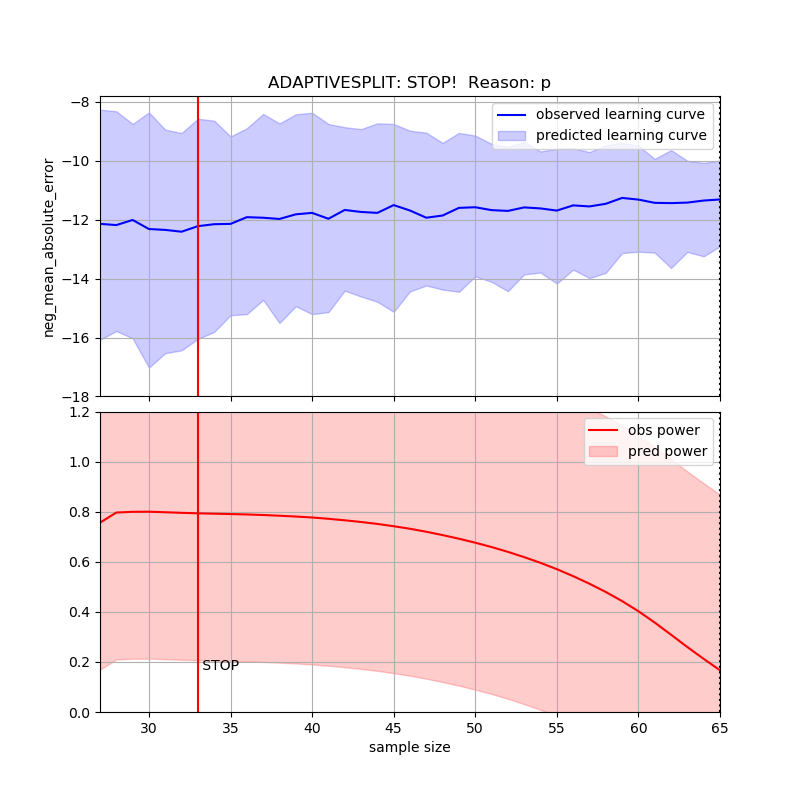 ADAPTIVESPLIT: STOP!  Reason: p
−8
−10
−12
−14
−16
−18
neg_mean_absolute_error
observed learning curve
predicted learning curve
1.2
1.0
0.8
0.6
0.4
0.2
0.0
obs power
pred power
STOP
30
35
40
45
50
55
60
65
sample size